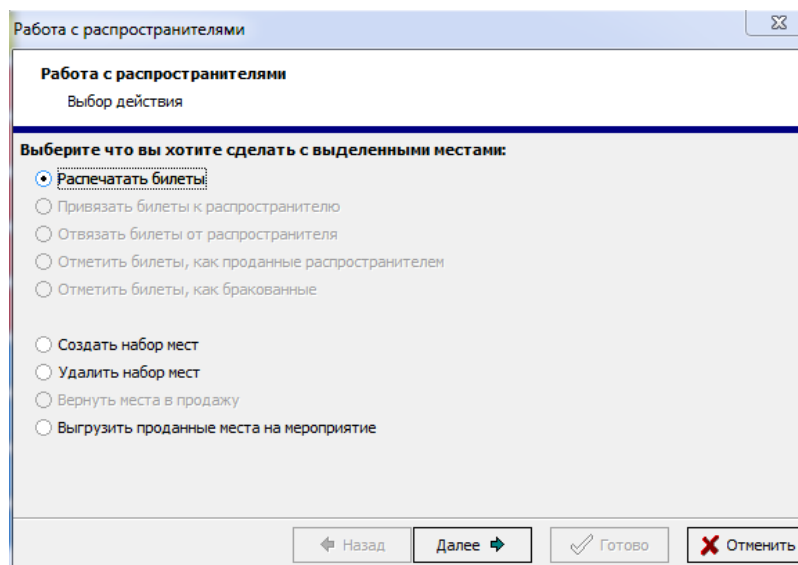 Работа с распространителями
Работа с распространителями
Выбор действия
Выберите что вы хотите сделать с выделенными местами:
Распечатать билеты
Привязать билеты к распространителю
Отвязать билеты от распространителя
Отметить билеты, как проданные распространителем
Отметить билеты, как бракованные
Создать набор мест
Удалить набор мест
Вернуть места в продажу
Выгрузить проданные места на мероприятие
Назад Далее Готово Отменить